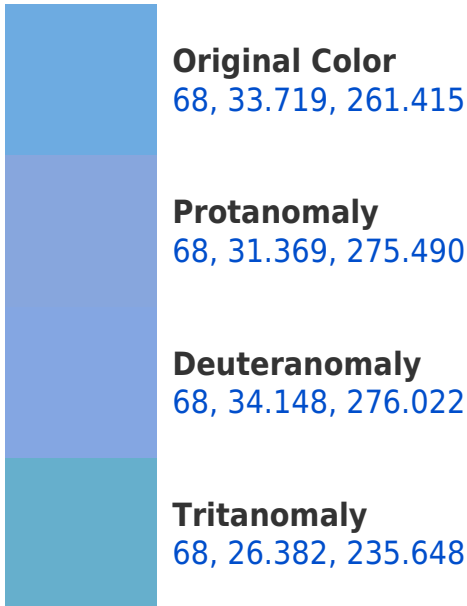 Original Color
68, 33.719, 261.415
Protanomaly
68, 31.369, 275.490
Deuteranomaly
68, 34.148, 276.022
Tritanomaly
68, 26.382, 235.648